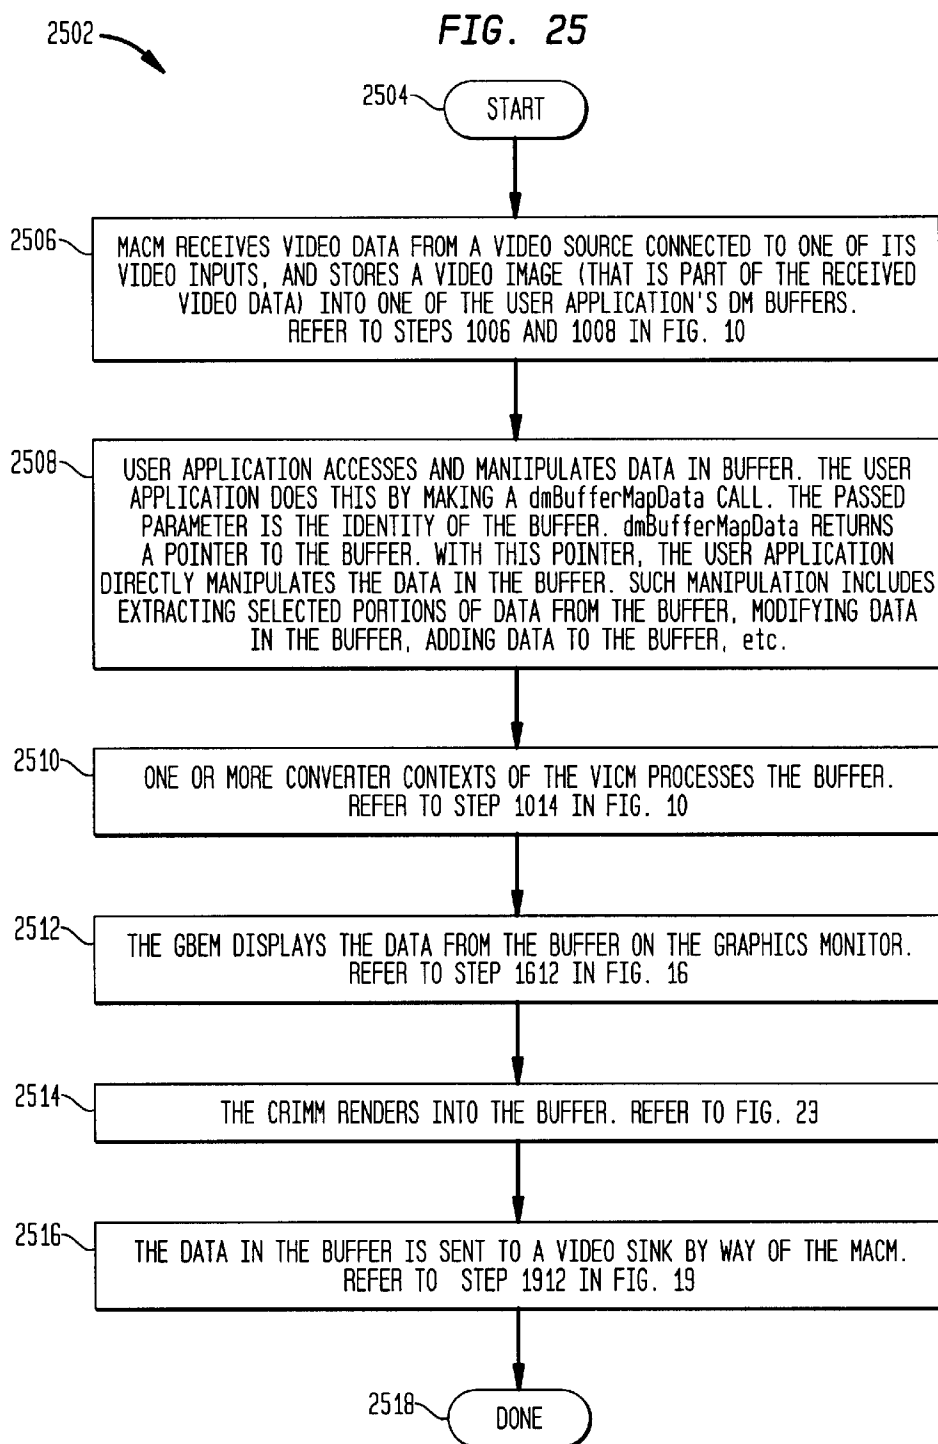 FIG. 25
2502
2504
START
2506
MACM RECEIVES VIDEO DATA FROM A VIDEO SOURCE CONNECTED TO ONE OF ITS
VIDEO INPUTS, AND STORES A VIDEO IMAGE (THAT IS PART OF THE RECEIVED
VIDEO DATA) INTO ONE OF THE USER APPLICATION'S DM BUFFERS.
REFER TO STEPS 1006 AND 1008 IN FIG. 10
2508
USER APPLICATION ACCESSES AND MANIIPULATES DATA IN BUFFER. THE USER
APPLICATION DOES THIS BY MAKING A dmBufferMapData CALL. THE PASSED
PARAMETER IS THE IDENTITY OF THE BUFFER. dmBufferMapData RETURNS
A POINTER TO THE BUFFER. WITH THIS POINTER, THE USER APPLICATION
DIRECTLY MANIPULATES THE DATA IN THE BUFFER. SUCH MANIPULATION INCLUDES
EXTRACTING SELECTED PORTIONS OF DATA FROM THE BUFFER, MODIFYING DATA
IN THE BUFFER, ADDING DATA TO THE BUFFER, etc.
2510
ONE OR MORE CONVERTER CONTEXTS OF THE VICM PROCESSES THE BUFFER.
REFER TO STEP 1014 IN FIG. 10
2512
THE GBEM DISPLAYS THE DATA FROM THE BUFFER ON THE GRAPHICS MONITOR.
REFER TO STEP 1612 IN FIG. 16
2514
THE CRIMM RENDERS INTO THE BUFFER. REFER TO FIG. 23
2516
THE DATA IN THE BUFFER IS SENT TO A VIDEO SINK BY WAY OF THE MACM.
REFER TO STEP 1912 IN FIG. 19
2518
DONE